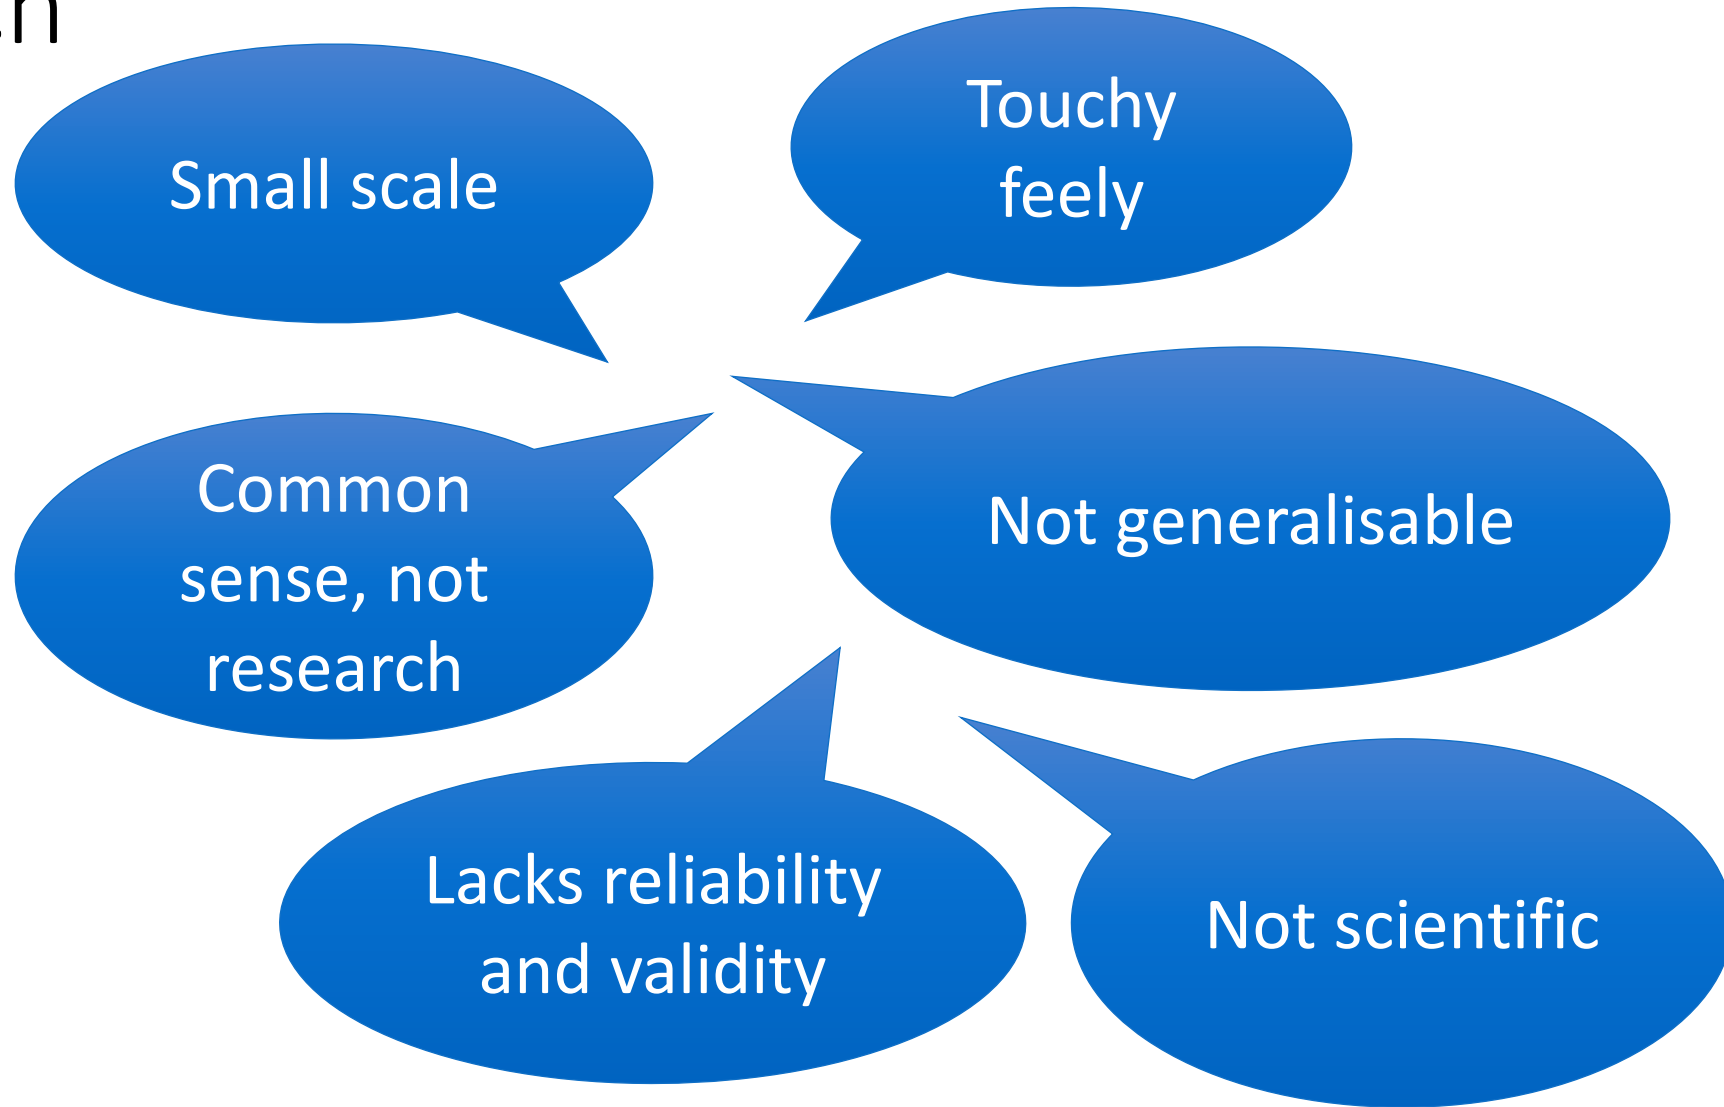 Small scale
Touchy
feely
Common
sense, not
research
Not generalisable
Lacks reliability
and validity
Not scientific